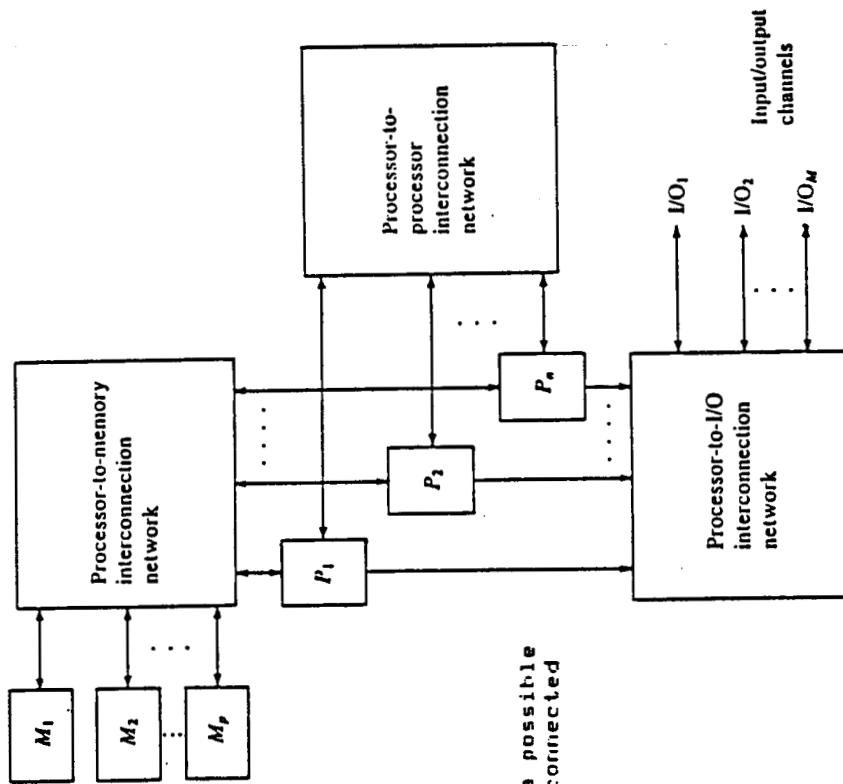 M1
M2
Mp
Processor-to-memory
interconnection
network
Processor-to-
processor
interconnection
network
P1
P2
Pn
Processor-to-I/O
interconnection
network
I/O1
I/O2
I/OM
Input/output
channels
possible
connected